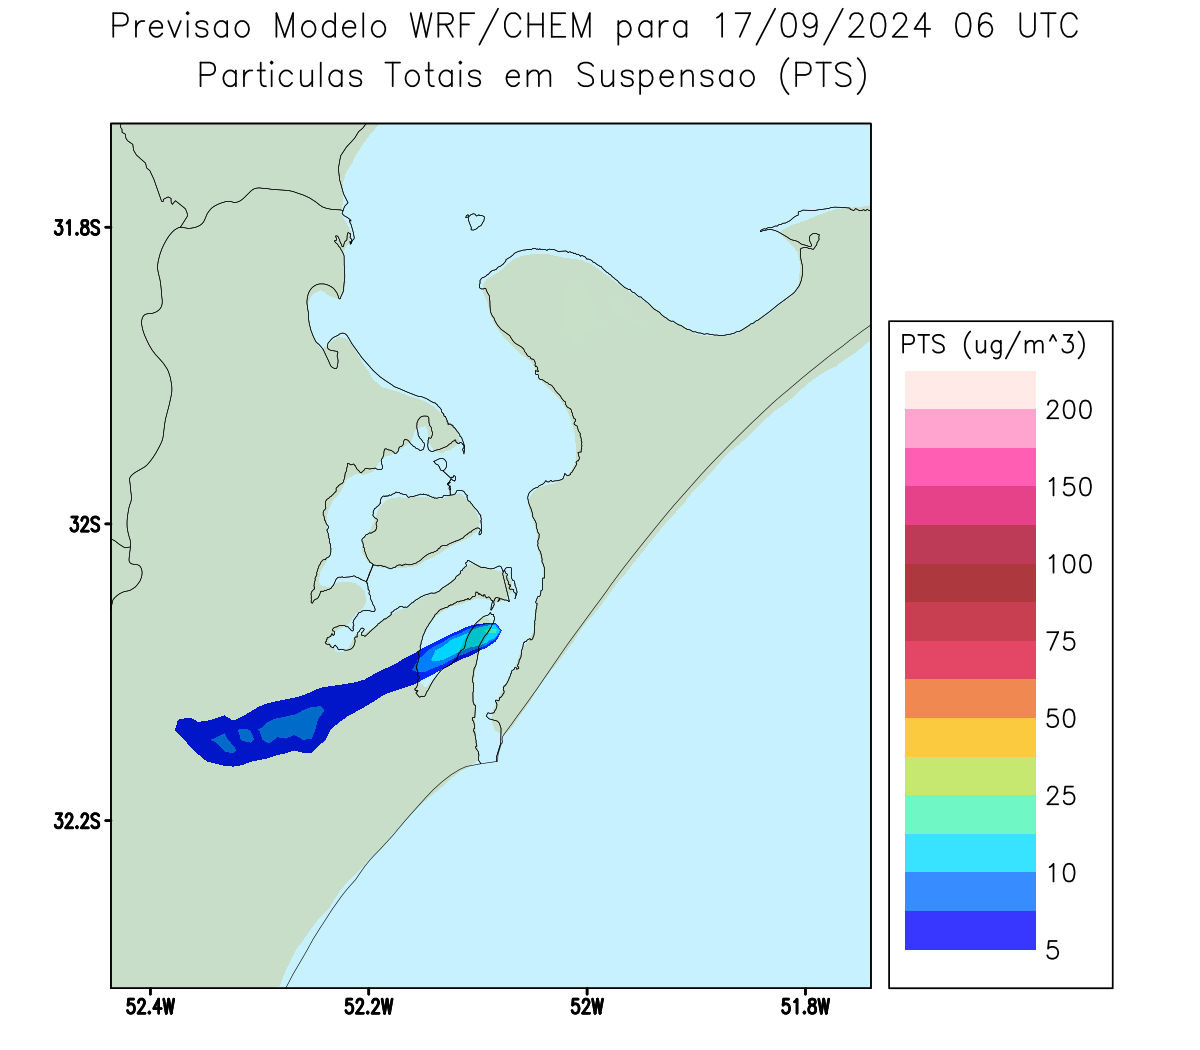 Previsao Modelo WRF/CHEM para 17/09/2024 06 UTC
Particulas Totais em Suspensao (PTS)
31.8S
32S
32.2S
52.4W
52.2W
52W
51.8W
PTS (ug/m^3)
200
150
100
75
50
25
10
5